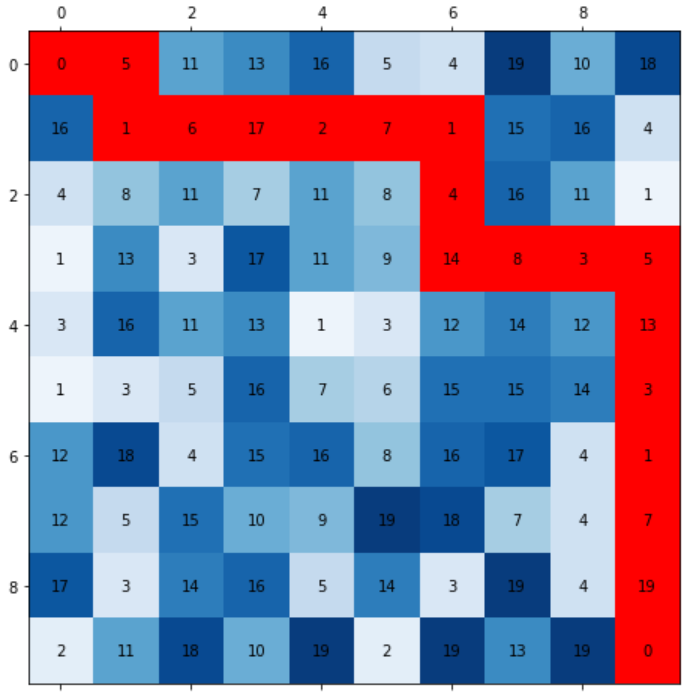 0 2 4 6 8
0 0 5 11 13 16 5 4 19 10 18
16 1 6 17 2 7 1 15 16 4
2 4 8 11 7 11 8 4 16 11 1
1 13 3 17 11 9 14 8 3 5
4 3 16 11 13 1 3 12 14 12 13
1 3 5 16 7 6 15 15 14 3
6 12 18 4 15 16 8 16 17 4 1
12 5 15 10 9 19 18 7 4 7
8 17 3 14 16 5 14 3 19 4 19
2 11 18 10 19 2 19 13 19 0